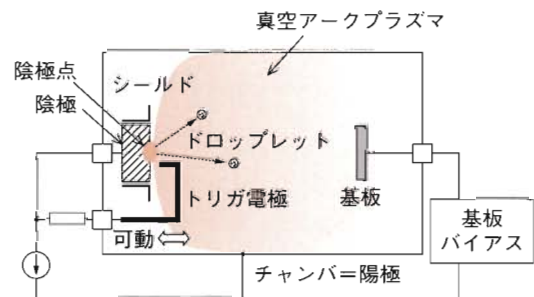 真空アークプラズマ
陰極点
シールド
陰極
ドロップレット
トリガ電極
基板
可動
基板
バイアス
チャンバ＝陽極